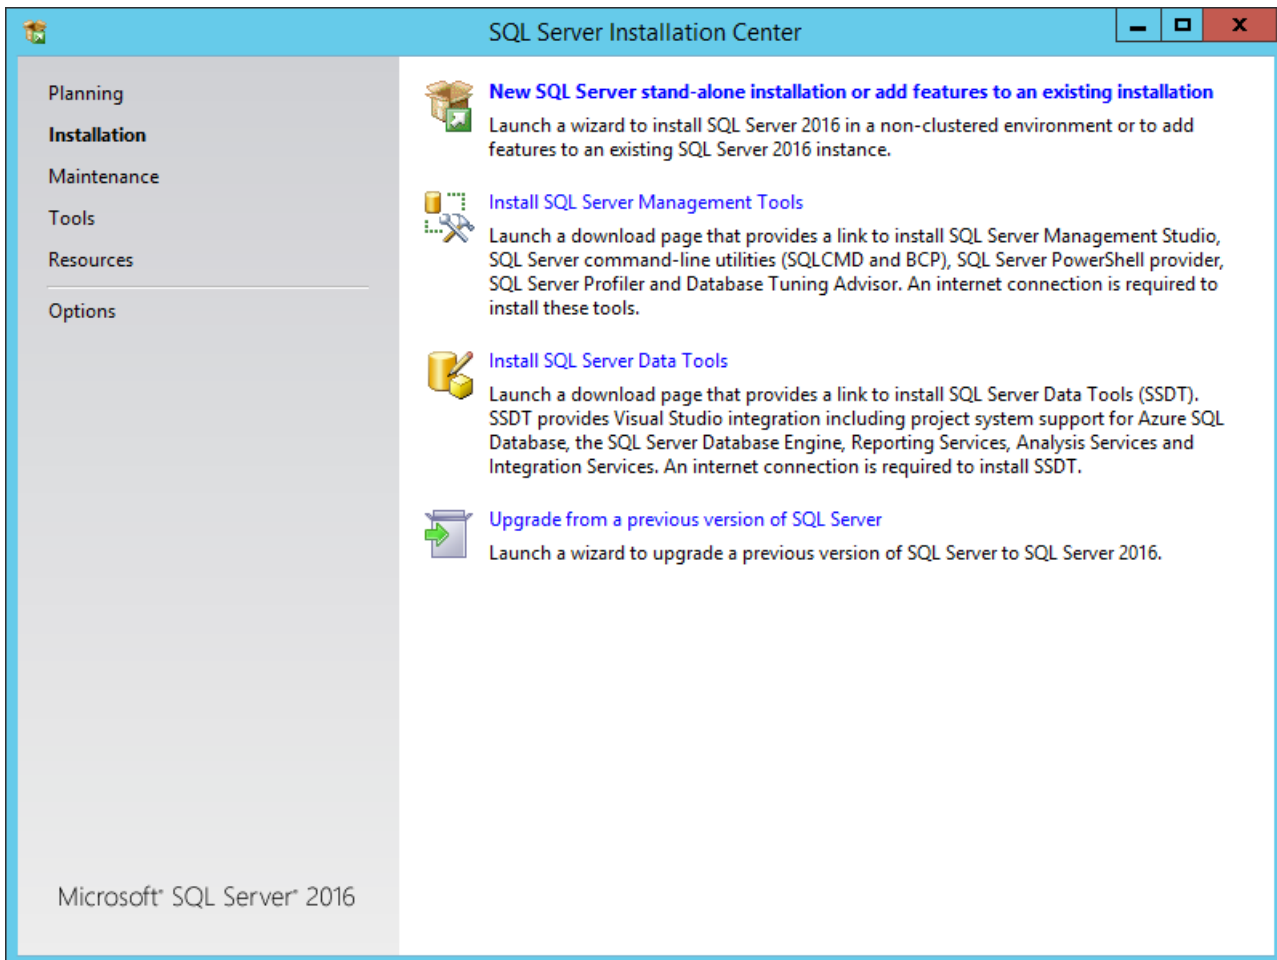 SQL Server Installation Center
Planning
Installation
Maintenance
Tools
Resources
Options
Microsoft® SQL Server® 2016
New SQL Server stand-alone installation or add features to an existing installation
Launch a wizard to install SQL Server 2016 in a non-clustered environment or to add
features to an existing SQL Server 2016 instance.
Install SQL Server Management Tools
Launch a download page that provides a link to install SQL Server Management Studio,
SQL Server command-line utilities (SQLCMD and BCP), SQL Server PowerShell provider,
SQL Server Profiler and Database Tuning Advisor. An internet connection is required to
install these tools.
Install SQL Server Data Tools
Launch a download page that provides a link to install SQL Server Data Tools (SSDT).
SSDT provides Visual Studio integration including project system support for Azure SQL
Database, the SQL Server Database Engine, Reporting Services, Analysis Services and
Integration Services. An internet connection is required to install SSDT.
Upgrade from a previous version of SQL Server
Launch a wizard to upgrade a previous version of SQL Server to SQL Server 2016.